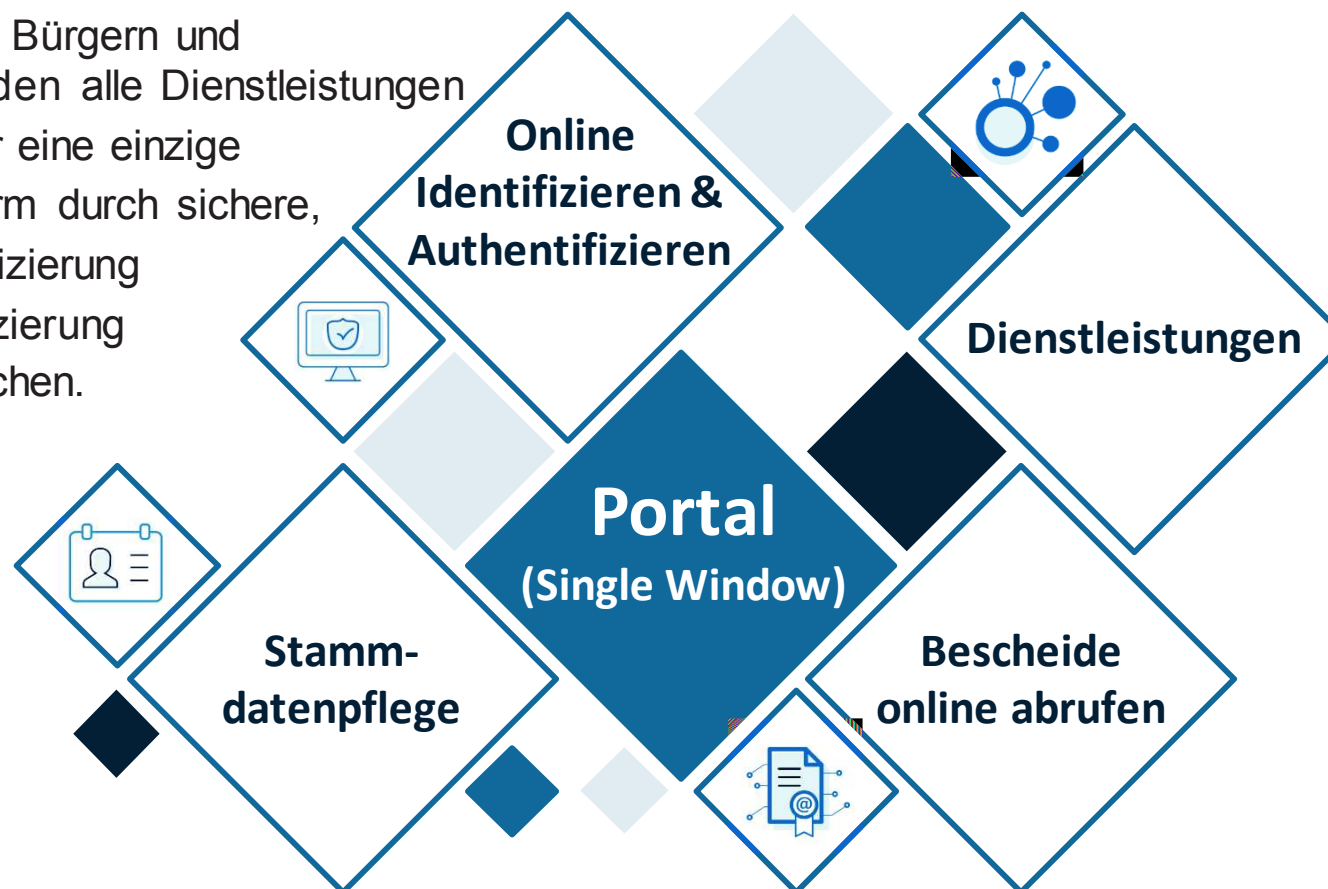 Bürgern und
den alle Dienstleistungen
eine einzige
rm durch sichere,
izierung
zierung
chen.
Online
Identifizieren &
Authentifizieren
Dienstleistungen
Portal
(Single Window)
Stamm-
datenpflege
Bescheide
online abrufen
@